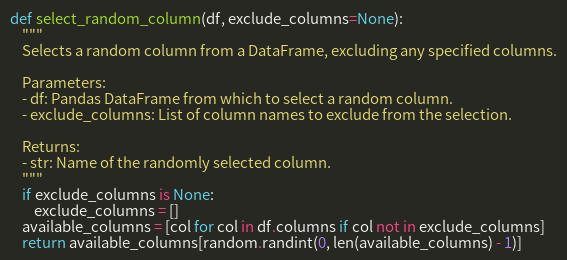 def select_random_column(df, exclude_columns=None):
    """
    Selects a random column from a DataFrame, excluding any specified columns.

    Parameters:
    - df: Pandas DataFrame from which to select a random column.
    - exclude_columns: List of column names to exclude from the selection.

    Returns:
    - str: Name of the randomly selected column.
    """
    if exclude_columns is None:
        exclude_columns = []
    available_columns = [col for col in df.columns if col not in exclude_columns]
    return available_columns[random.randint(0, len(available_columns) - 1)]